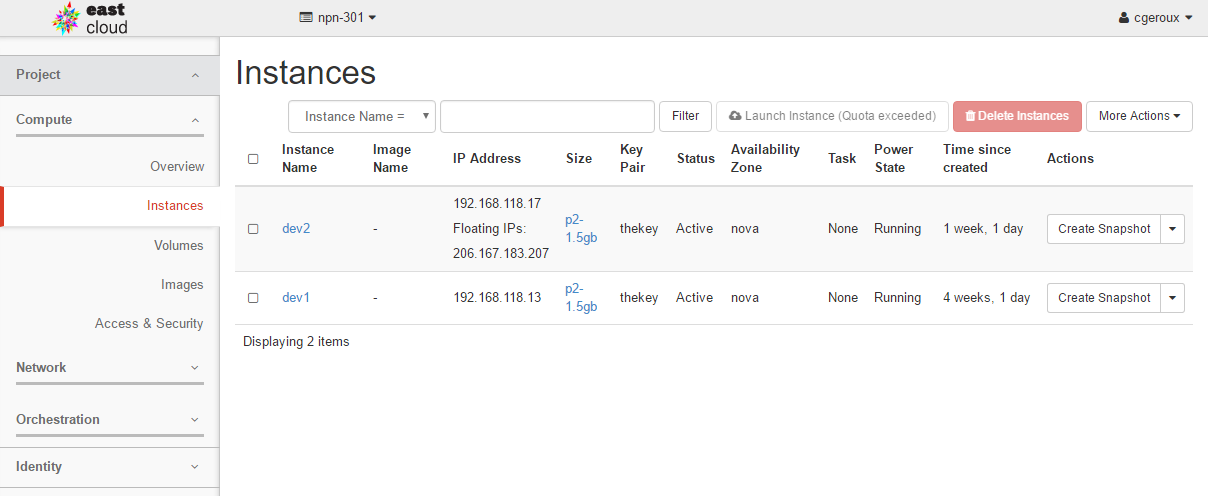 east
cloud
npn-301
cgeroux
Project
Compute
Overview
Instances
Volumes
Images
Access & Security
Network
Orchestration
Identity
Instances
Instance Name =
Filter
Launch Instance (Quota exceeded)
Delete Instances
More Actions
Instance Name
Image Name
IP Address
Size
Key Pair
Status
Availability Zone
Task
Power State
Time since created
Actions
dev2
-
192.168.118.17
Floating IPs:
206.167.183.207
p2-
1.5gb
thekey
Active
nova
None
Running
1 week, 1 day
Create Snapshot
dev1
-
192.168.118.13
p2-
1.5gb
thekey
Active
nova
None
Running
4 weeks, 1 day
Create Snapshot
Displaying 2 items